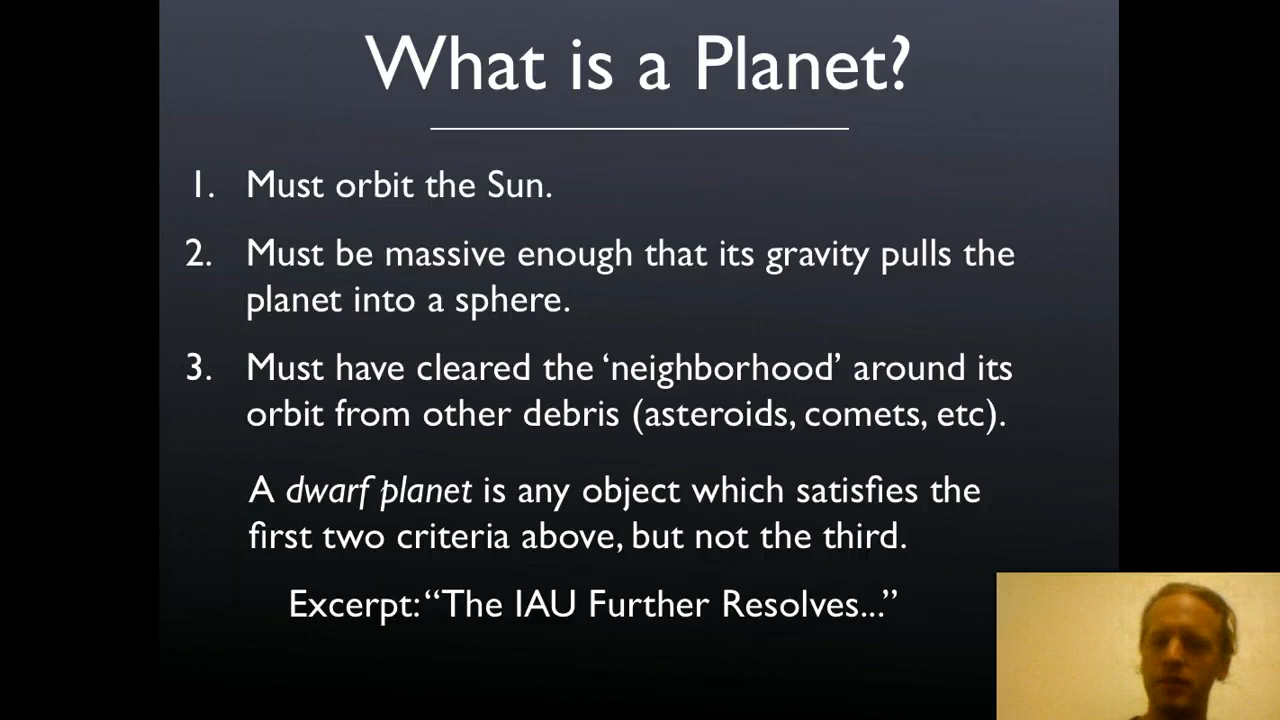 What is a Planet?
1. Must orbit the Sun.
2. Must be massive enough that its gravity pulls the
planet into a sphere.
3. Must have cleared the ‘neighborhood’ around its
orbit from other debris (asteroids, comets, etc).
A dwarf planet is any object which satisfies the
first two criteria above, but not the third.
Excerpt: “The IAU Further Resolves...”